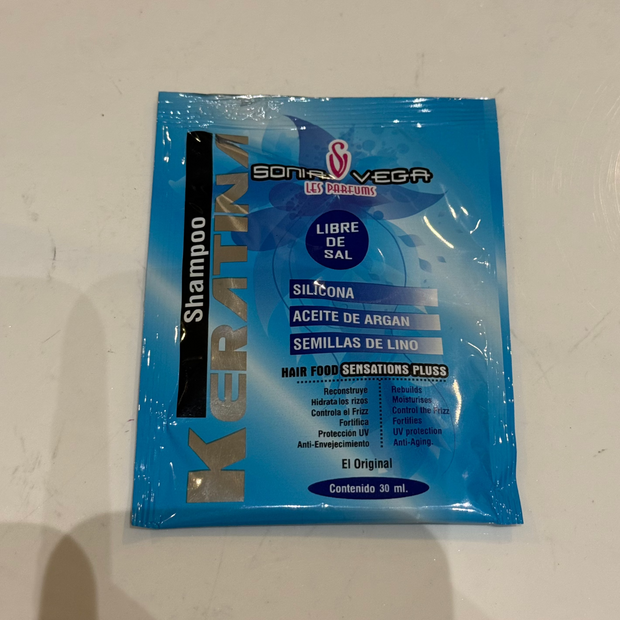 Shampoo
KERATINA
SONIA VEGA
LES PARFUMS
LIBRE
DE
SAL
SILICONA
ACEITE DE ARGAN
SEMILLAS DE LINO
HAIR FOOD SENSATIONS PLUSS
Reconstruye
Hidrata los rizos
Controla el Frizz
Fortifica
Protección UV
Anti-Envejecimiento
Rebuilds
Moisturises
Control the Frizz
Fortifies
UV protection
Anti-Aging.
El Original
Contenido 30 ml.